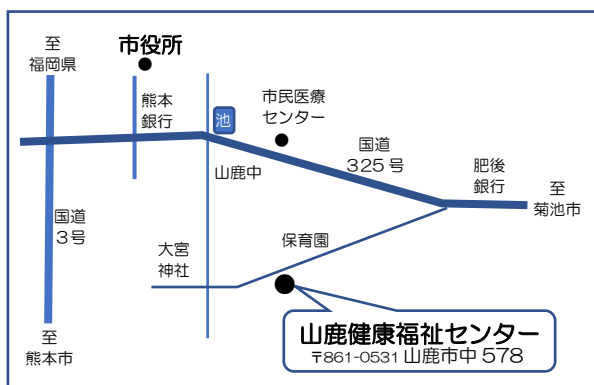 至
福岡県
市役所
熊本
銀行
池
市民医療
センター
国道
325号
肥後
銀行
至
菊池市
山鹿中
国道
3号
大宮
神社
保育園
至
熊本市
山鹿健康福祉センター
〒861-0531 山鹿市中 578